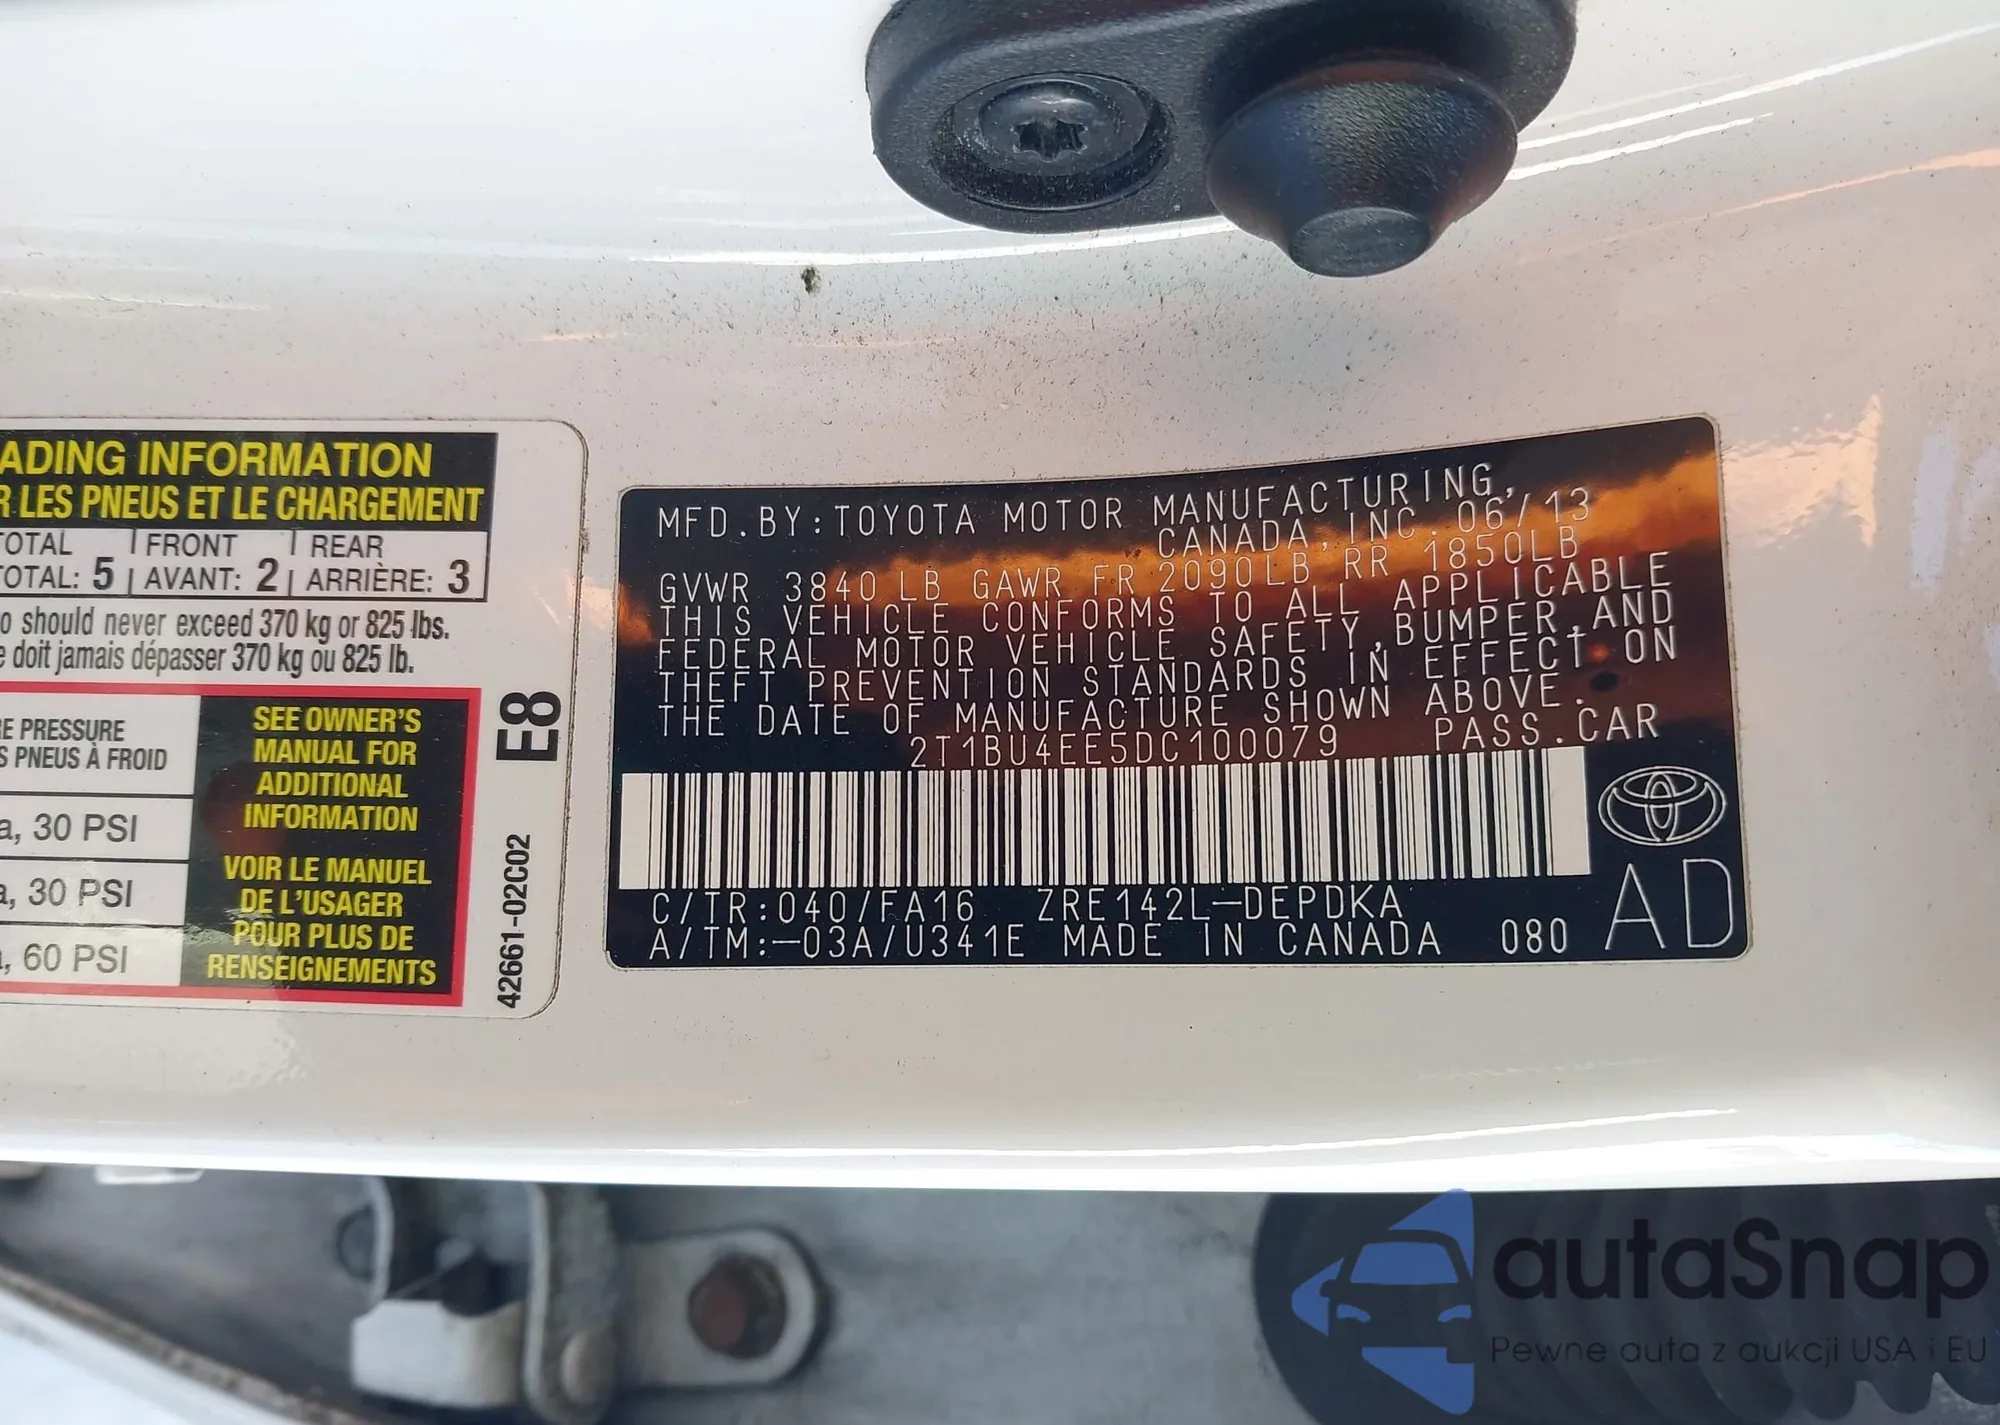 ADING INFORMATION
R LES PNEUS ET LE CHARGEMENT
TOTAL FRONT REAR
TOTAL: 5 AVANT: 2 ARRIÈRE: 3
o should never exceed 370 kg or 825 lbs.
e doit jamais dépasser 370 kg ou 825 lb.
E PRESSURE
S PNEUS À FROID
a, 30 PSI
a, 30 PSI
, 60 PSI
SEE OWNER'S
MANUAL FOR
ADDITIONAL
INFORMATION
VOIR LE MANUEL
DE L'USAGER
POUR PLUS DE
RENSEIGNEMENTS
E8
42661-02C02
MFD.BY:TOYOTA MOTOR MANUFACTURING,
CANADA,INC.06/13
GVWR 3840 LB GAWR FR 2090LB RR 1850LB
THIS VEHICLE CONFORMS TO ALL APPLICABLE
FEDERAL MOTOR VEHICLE SAFETY,BUMPER,AND
THEFT PREVENTION STANDARDS IN EFFECT ON
THE DATE OF MANUFACTURE SHOWN ABOVE.
2T1BU4EE5DC100079 PASS.CAR
C/TR:040/FA16 ZRE142L-DEPDKA
A/TM:-03A/U341E MADE IN CANADA 080
AD
autaSnap
Pewne auta z aukcji USA i EU